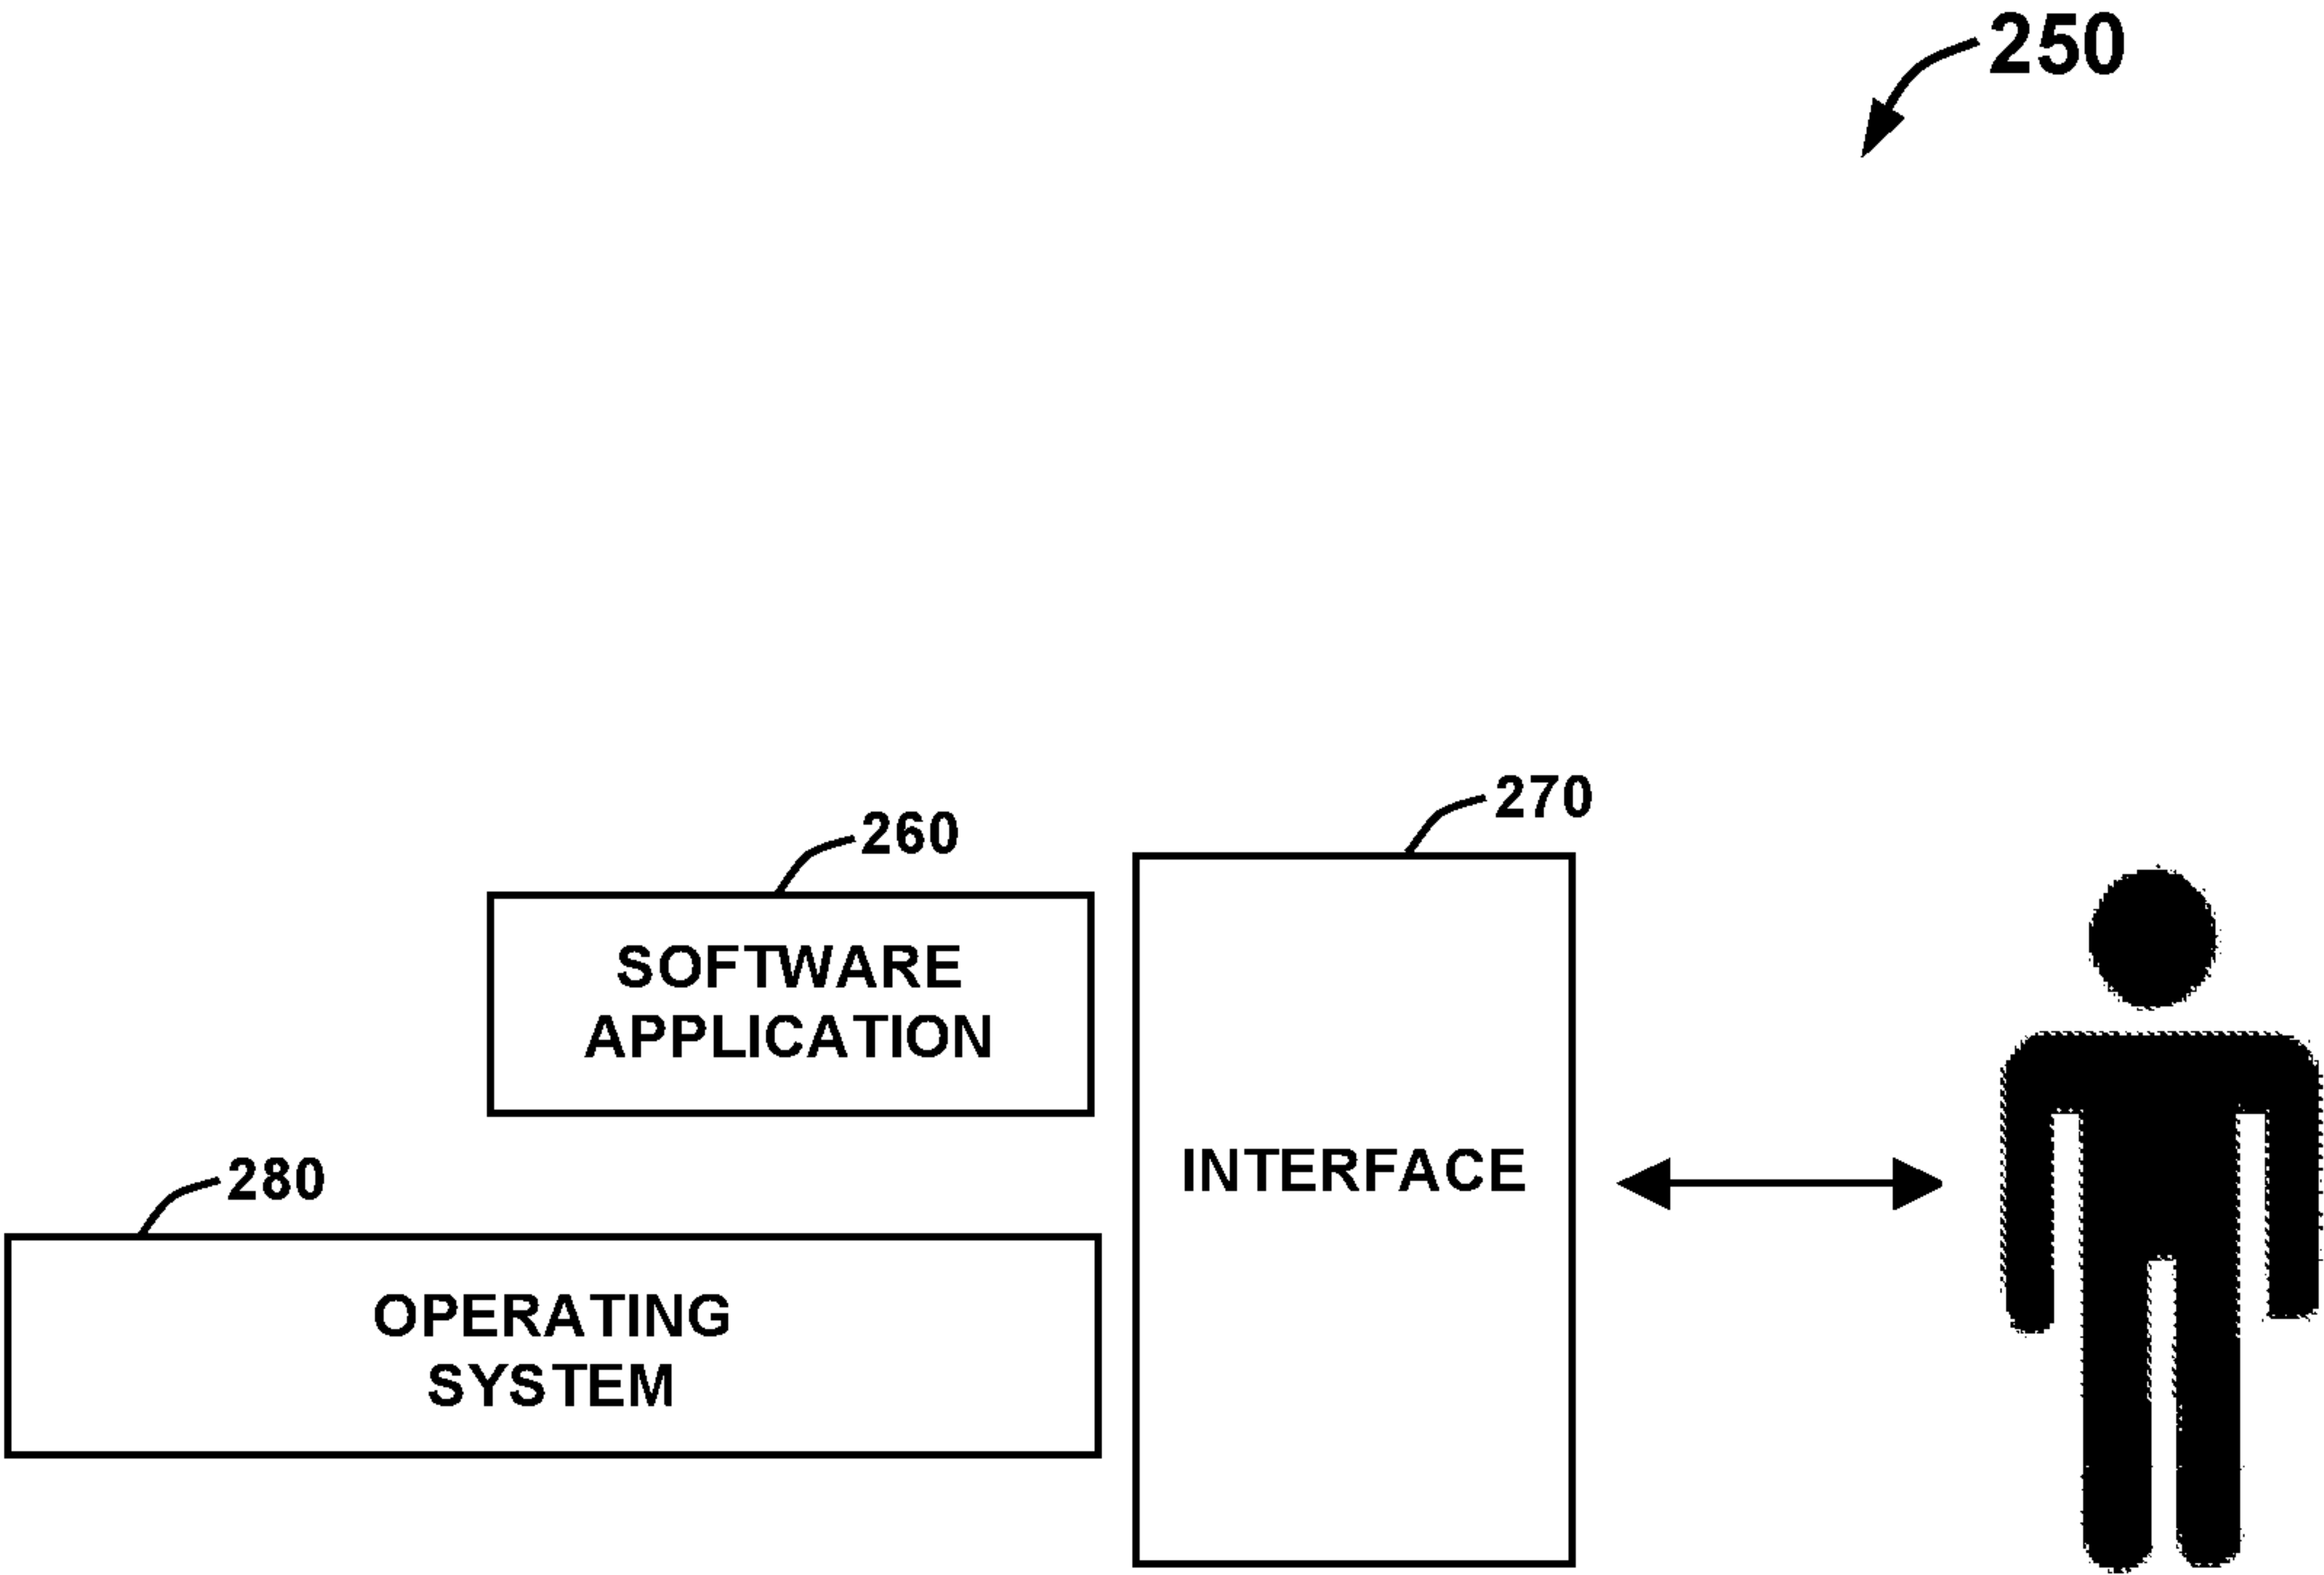 250
270
260
SOFTWARE
APPLICATION
INTERFACE
280
OPERATING
SYSTEM